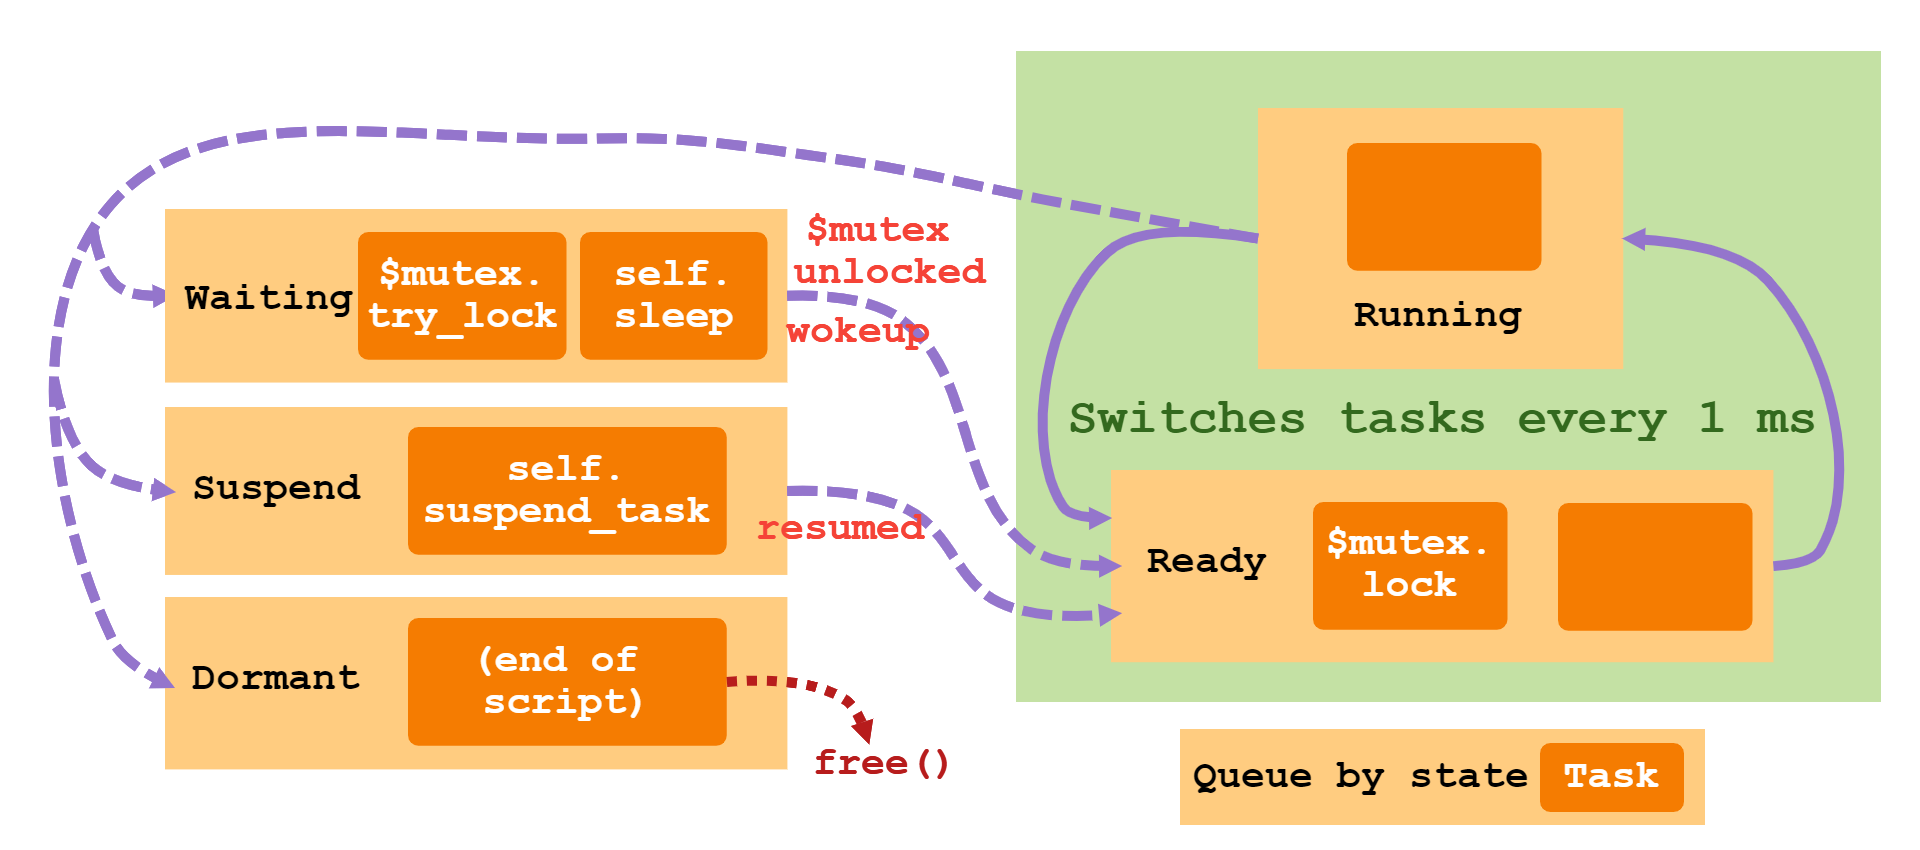 Waiting
$mutex.
try_lock
self.
sleep
$mutex
unlocked
wokeup
Suspend
self.
suspend_task
resumed
Dormant
(end of
script)
free()
Running
Switches tasks every 1 ms
Ready
$mutex.
lock
Queue by state
Task